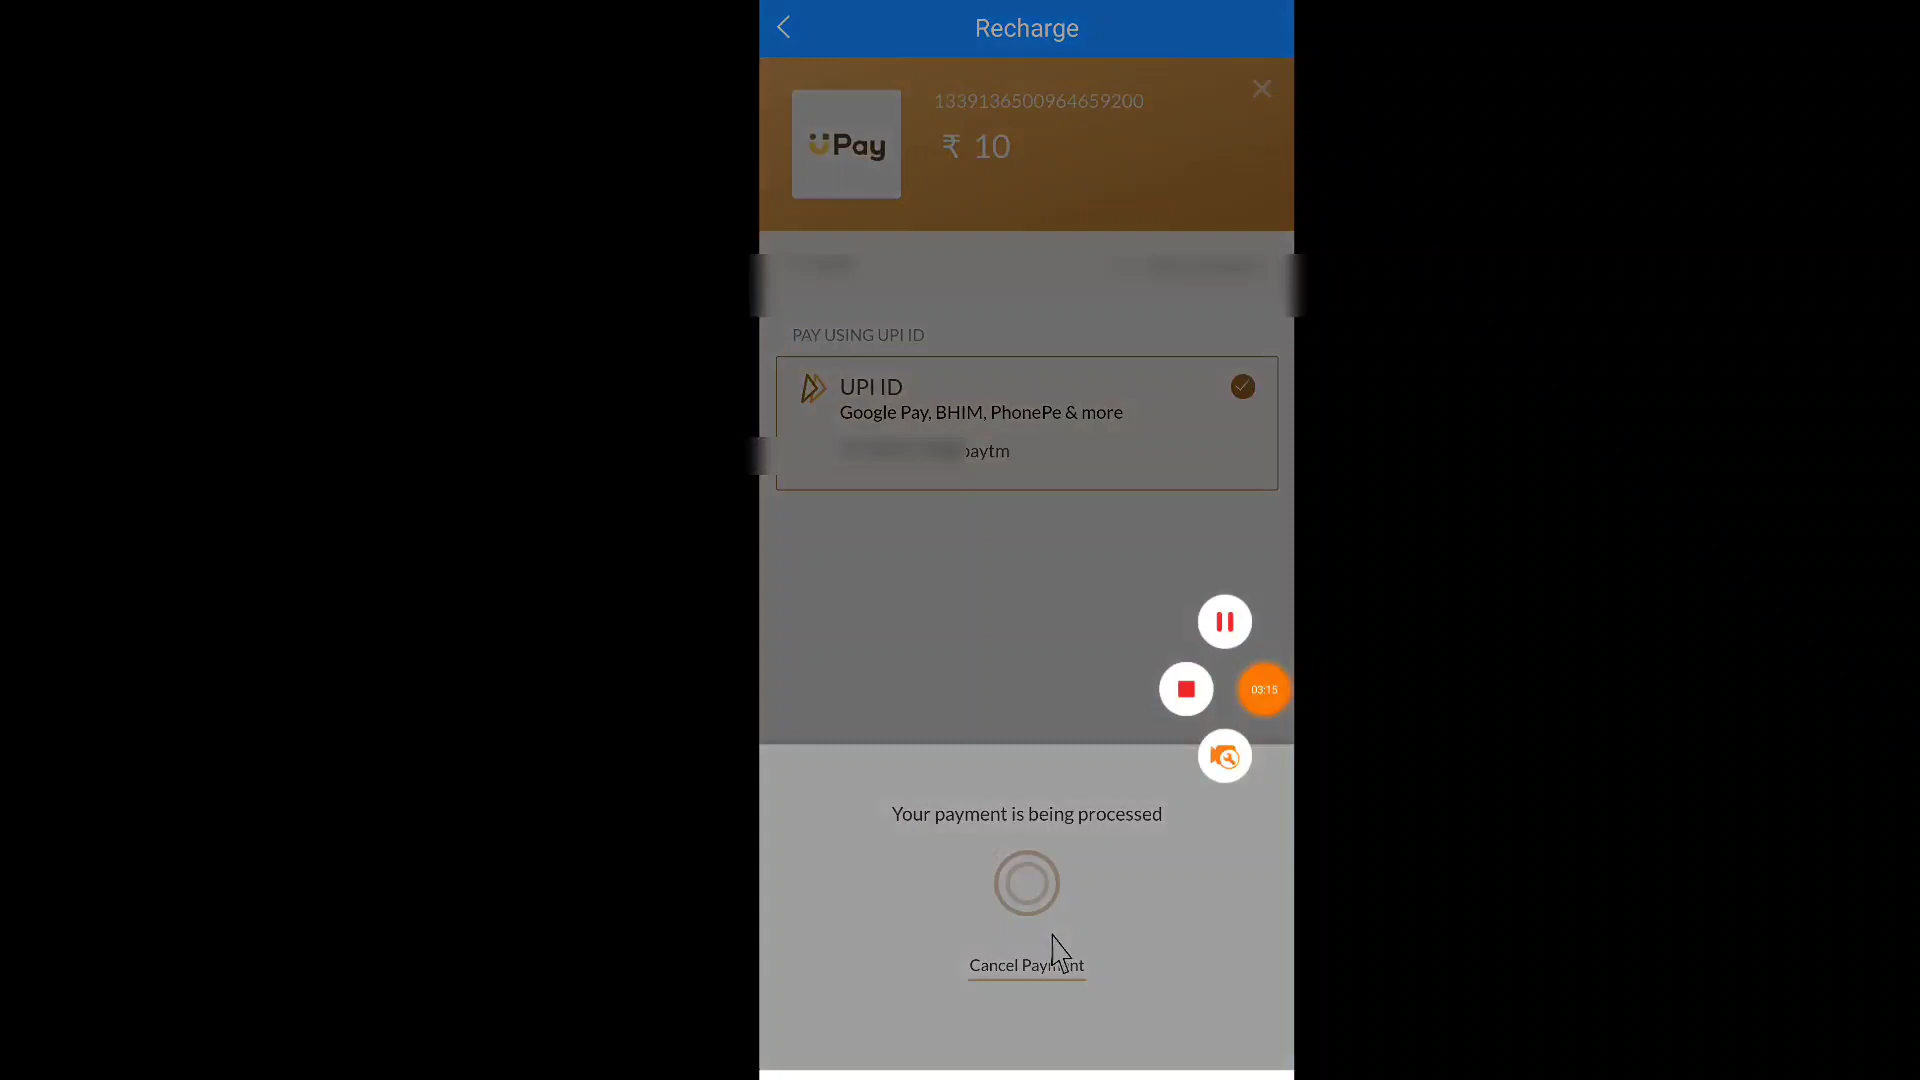 Recharge
Pay
1339136500964659200
₹ 10
PAY USING UPI ID
UPI ID
Google Pay, BHIM, PhonePe & more
paytm
03:15
Your payment is being processed
Cancel Payment